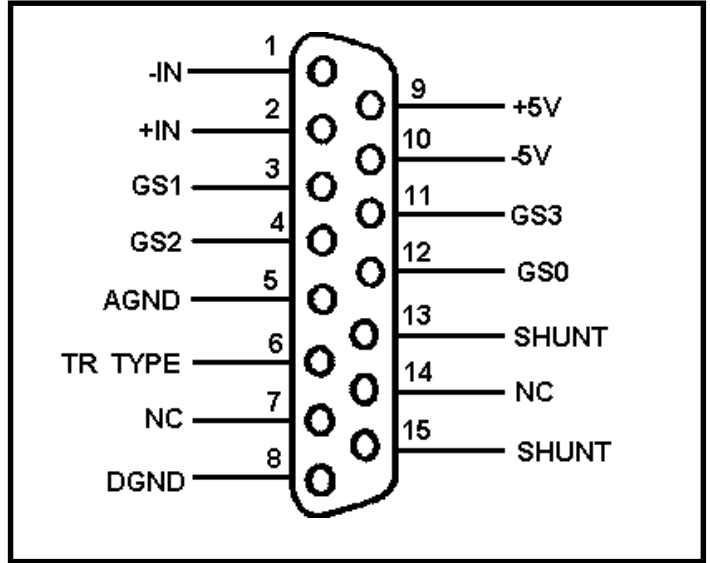 1
-IN
2
+IN
3
GS1
4
GS2
5
AGND
6
TR TYPE
7
NC
8
DGND
9
+5V
10
-5V
11
GS3
12
GS0
13
SHUNT
14
NC
15
SHUNT